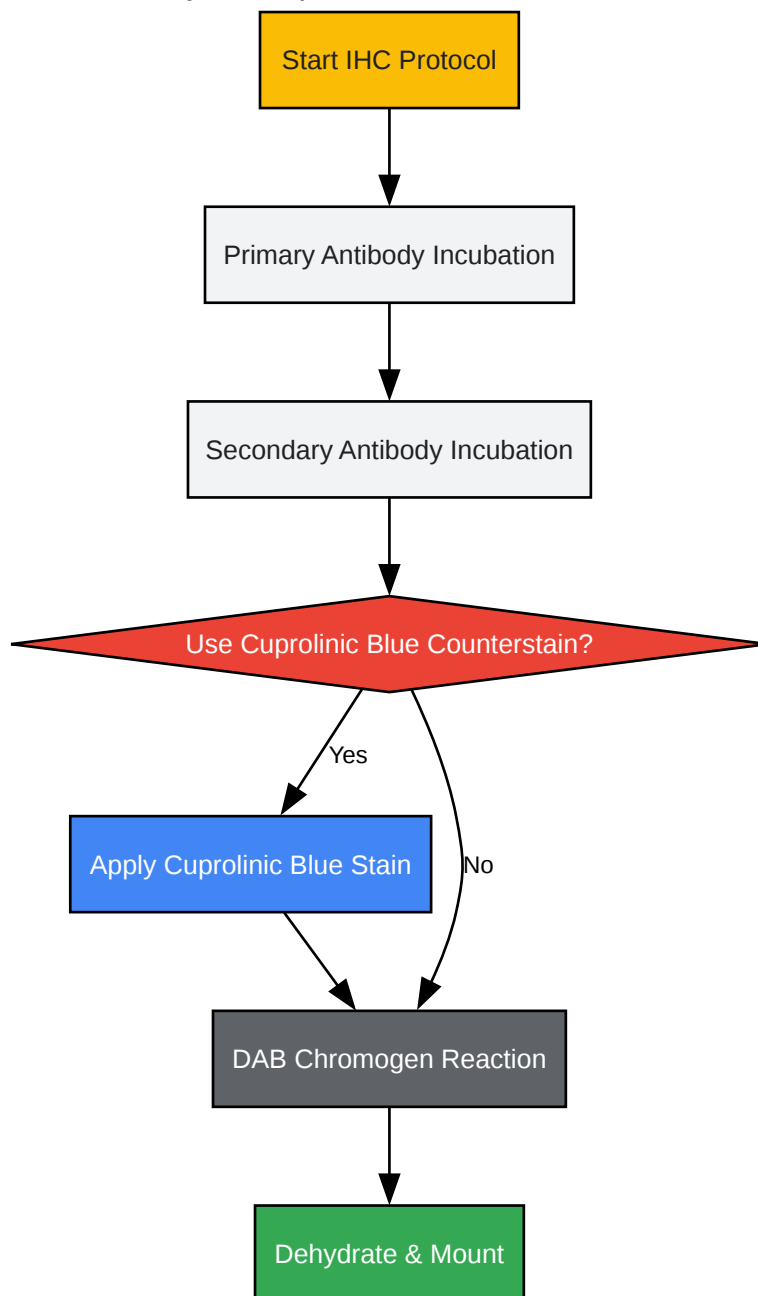 Start IHC Protocol
Primary Antibody Incubation
Secondary Antibody Incubation
Use Cuprolinic Blue Counterstain?
Yes
Apply Cuprolinic Blue Stain
No
DAB Chromogen Reaction
Dehydrate & Mount